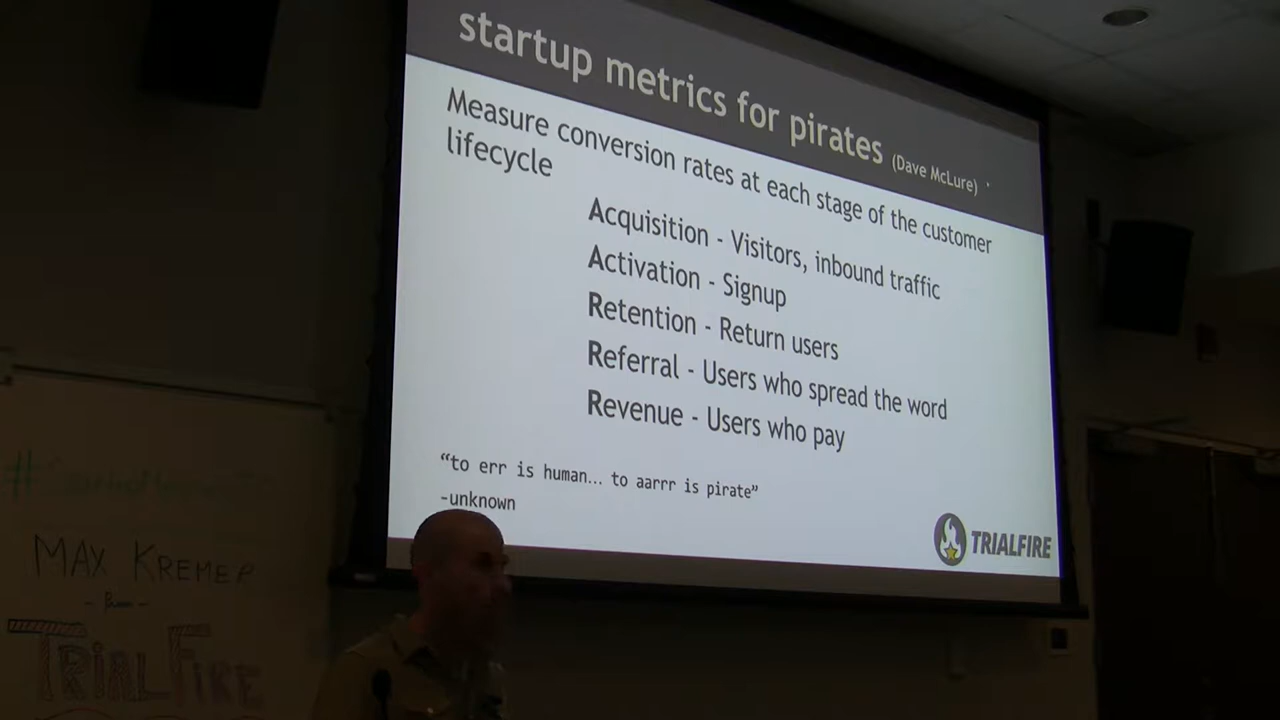 startup metrics for pirates (Dave McLure)
Measure conversion rates at each stage of the customer
lifecycle
Acquisition - Visitors, inbound traffic
Activation - Signup
Retention - Return users
Referral - Users who spread the word
Revenue - Users who pay
“to err is human... to aarrr is pirate”
-unknown
TRIALFIRE
#
MAX KREMER
TRIALFIRE